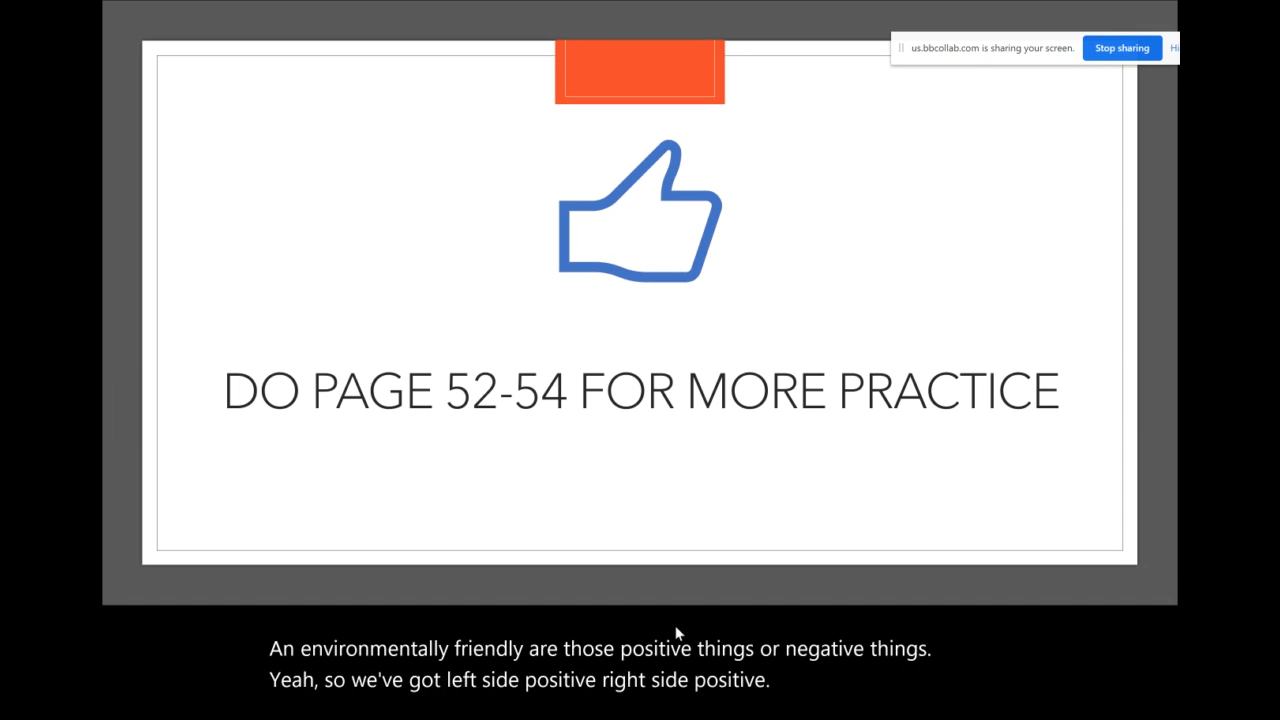 us.bbcollab.com is sharing your screen. Stop sharing Hi
DO PAGE 52-54 FOR MORE PRACTICE
An environmentally friendly are those positive things or negative things.
Yeah, so we've got left side positive right side positive.